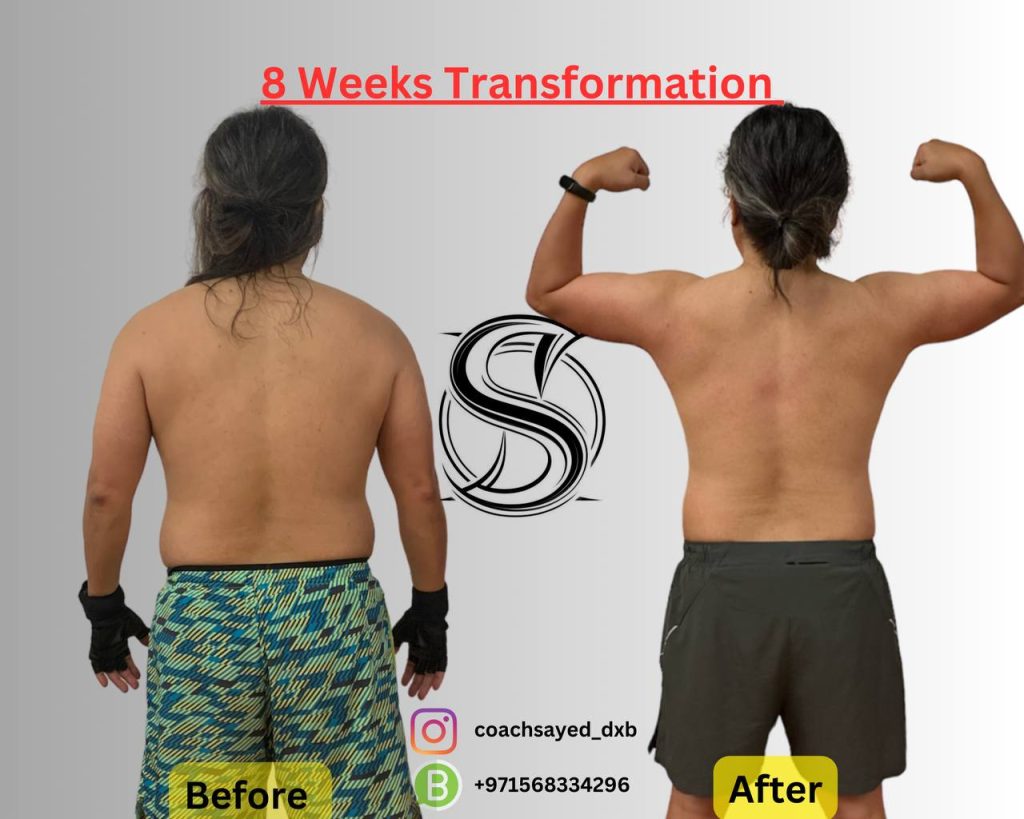 8 Weeks Transformation
S
coachsayed_dxb
B
+971568334296
Before
After